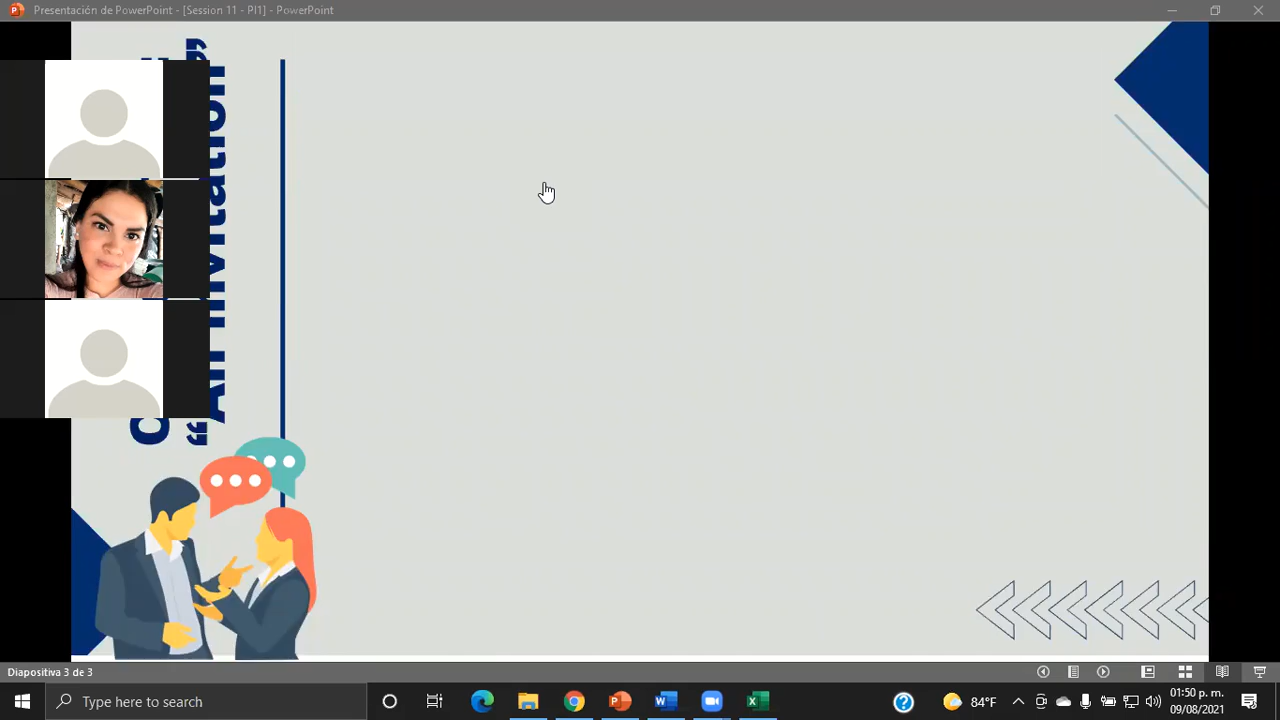 Presentación de PowerPoint - [Session 11 - PI1] - PowerPoint
“An invitation”
Diapositiva 3 de 3
Type here to search
84°F
01:50 p. m.
09/08/2021